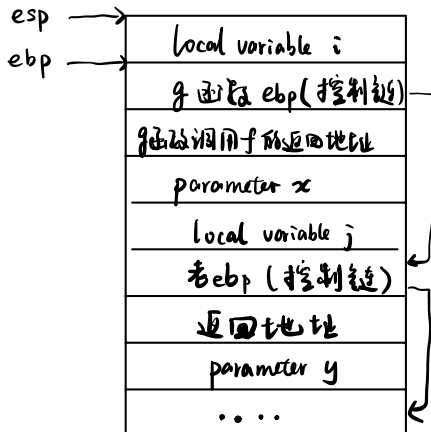 esp
local variable i
ebp
g 函数 ebp (控制链)
g函数调用f的返回地址
parameter x
local variable j
老ebp (控制链)
返回地址
parameter y
....